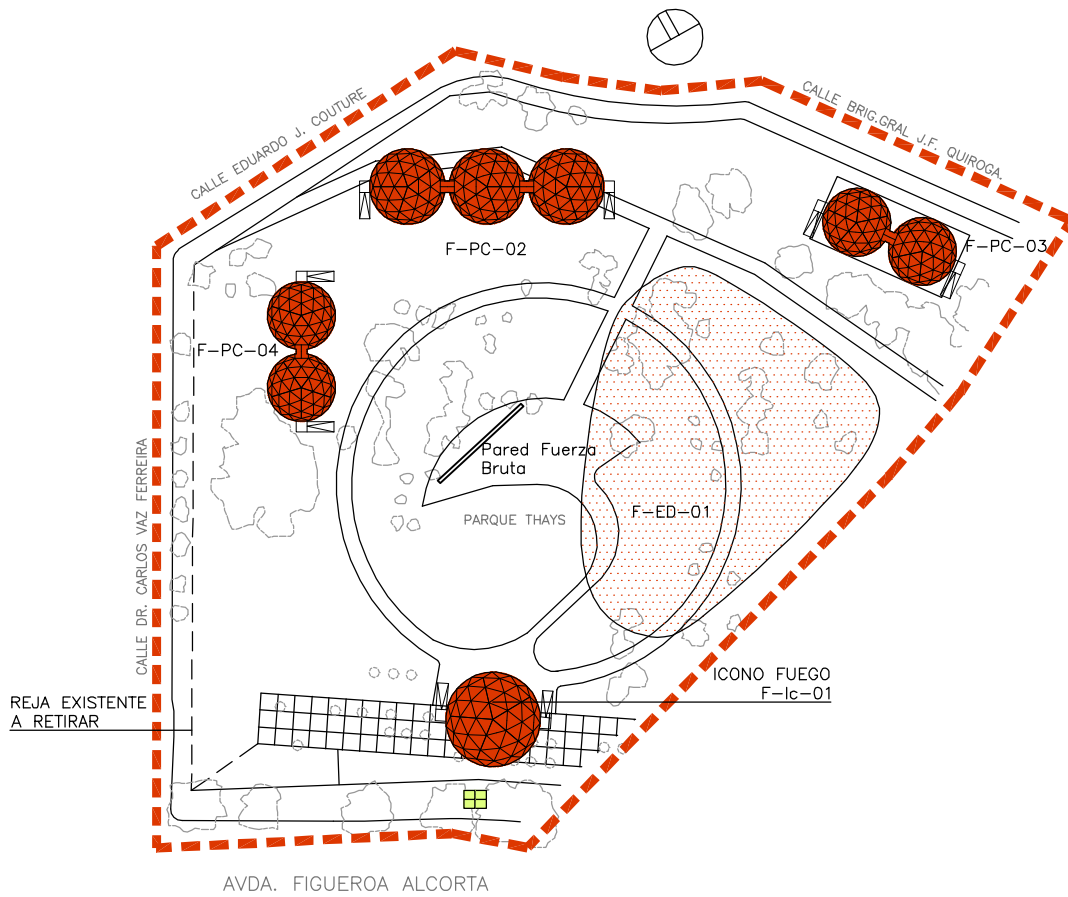 CALLE EDUARDO J. COUTURE
CALLE BRIG.GRAL J.F. QUIROGA.
F-PC-02
F-PC-03
F-PC-04
Pared Fuerza
Bruta
PARQUE THAYS
F-ED-01
CALLE DR. CARLOS VAZ FERREIRA
ICONO FUEGO
F-Ic-01
REJA EXISTENTE
A RETIRAR
AVDA. FIGUEROA ALCORTA